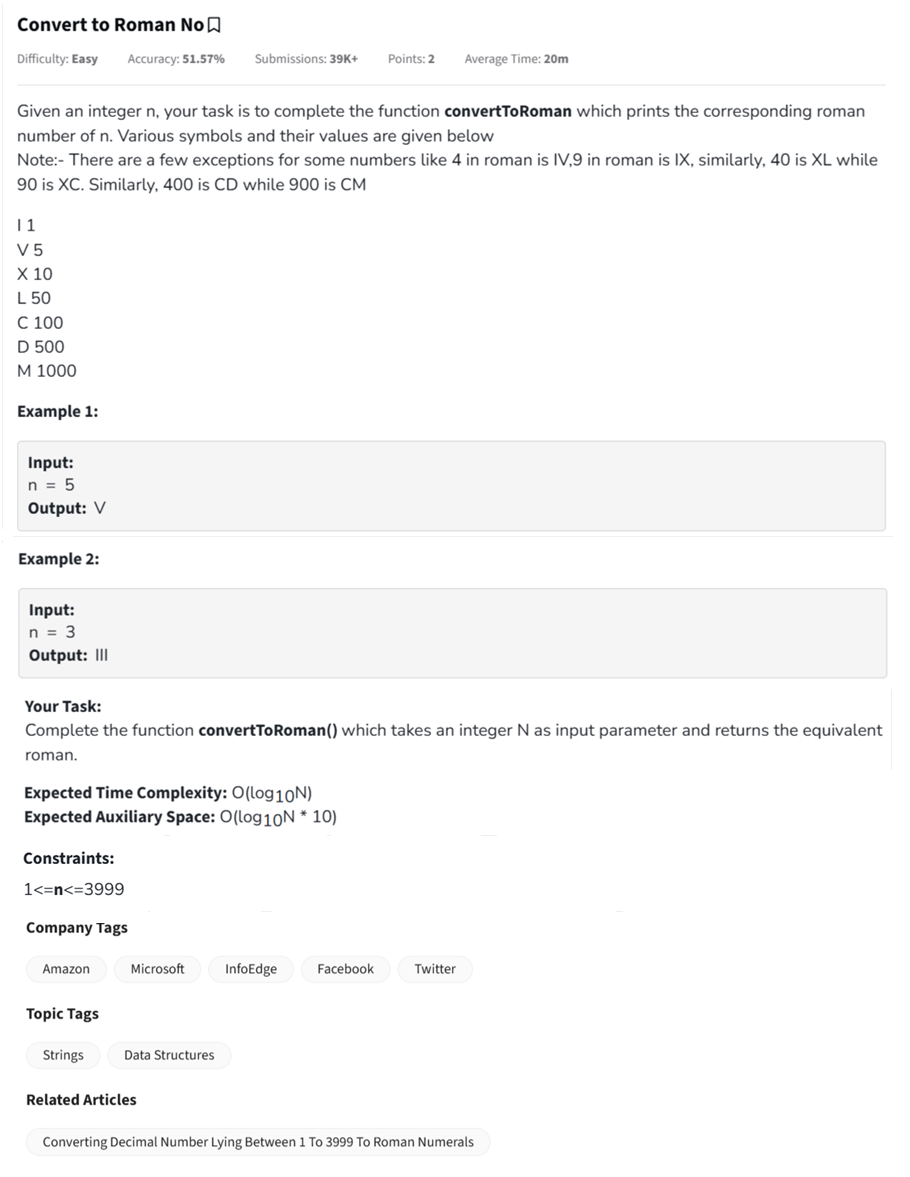 Convert to Roman No
Difficulty: Easy Accuracy: 51.57% Submissions: 39K+ Points: 2 Average Time: 20m
Given an integer n, your task is to complete the function convertToRoman which prints the corresponding roman
number of n. Various symbols and their values are given below
Note:- There are a few exceptions for some numbers like 4 in roman is IV,9 in roman is IX, similarly, 40 is XL while
90 is XC. Similarly, 400 is CD while 900 is CM
I 1
V 5
X 10
L 50
C 100
D 500
M 1000
Example 1:
Input:
n = 5
Output: V
Example 2:
Input:
n = 3
Output: III
Your Task:
Complete the function convertToRoman() which takes an integer N as input parameter and returns the equivalent
roman.
Expected Time Complexity: O(log10N)
Expected Auxiliary Space: O(log10N * 10)
Constraints:
1<=n<=3999
Company Tags
Amazon Microsoft InfoEdge Facebook Twitter
Topic Tags
Strings Data Structures
Related Articles
Converting Decimal Number Lying Between 1 To 3999 To Roman Numerals